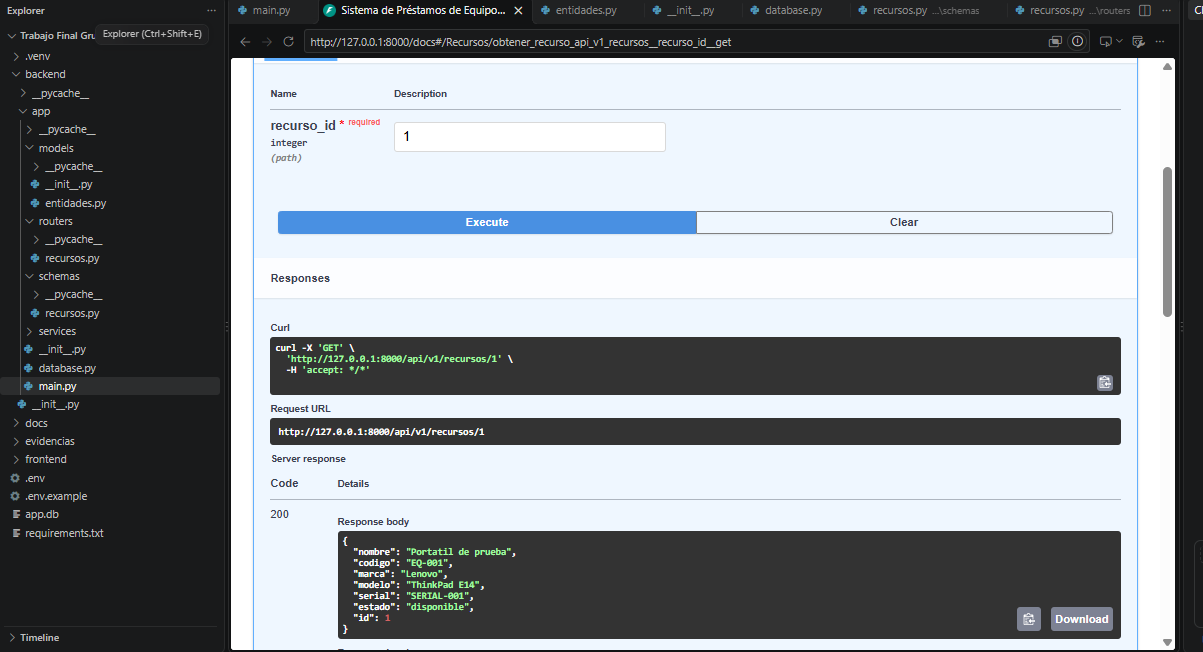 Explorer ···
main.py
Sistema de Préstamos de Equipo...
entidades.py
__init__.py
database.py
recursos.py ...\schemas
recursos.py ...\routers
···
Trabajo Final Gru
Explorer (Ctrl+Shift+E)
http://127.0.0.1:8000/docs#/Recursos/obtener_recurso_api_v1_recursos__recurso_id__get
···
.venv
backend
__pycache__
app
__pycache__
models
__pycache__
__init__.py
entidades.py
routers
__pycache__
recursos.py
schemas
__pycache__
recursos.py
services
__init__.py
database.py
main.py
__init__.py
docs
evidencias
frontend
.env
.env.example
app.db
requirements.txt
Timeline
Name Description
recurso_id * required
integer
(path)
1
Execute Clear
Responses
Curl
curl -X 'GET' \
'http://127.0.0.1:8000/api/v1/recursos/1' \
-H 'accept: */*'
Request URL
http://127.0.0.1:8000/api/v1/recursos/1
Server response
Code Details
200
Response body
{
"nombre": "Portatil de prueba",
"codigo": "EQ-001",
"marca": "Lenovo",
"modelo": "ThinkPad E14",
"serial": "SERIAL-001",
"estado": "disponible",
"id": 1
}
Download